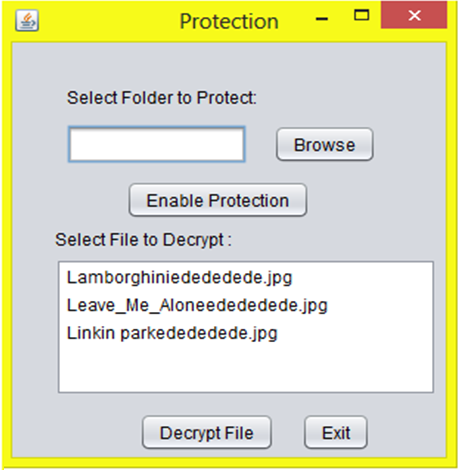 Protection
Select Folder to Protect:
Browse
Enable Protection
Select File to Decrypt :
Lamborghiniedededede.jpg
Leave_Me_Aloneedededede.jpg
Linkin parkedededede.jpg
Decrypt File
Exit